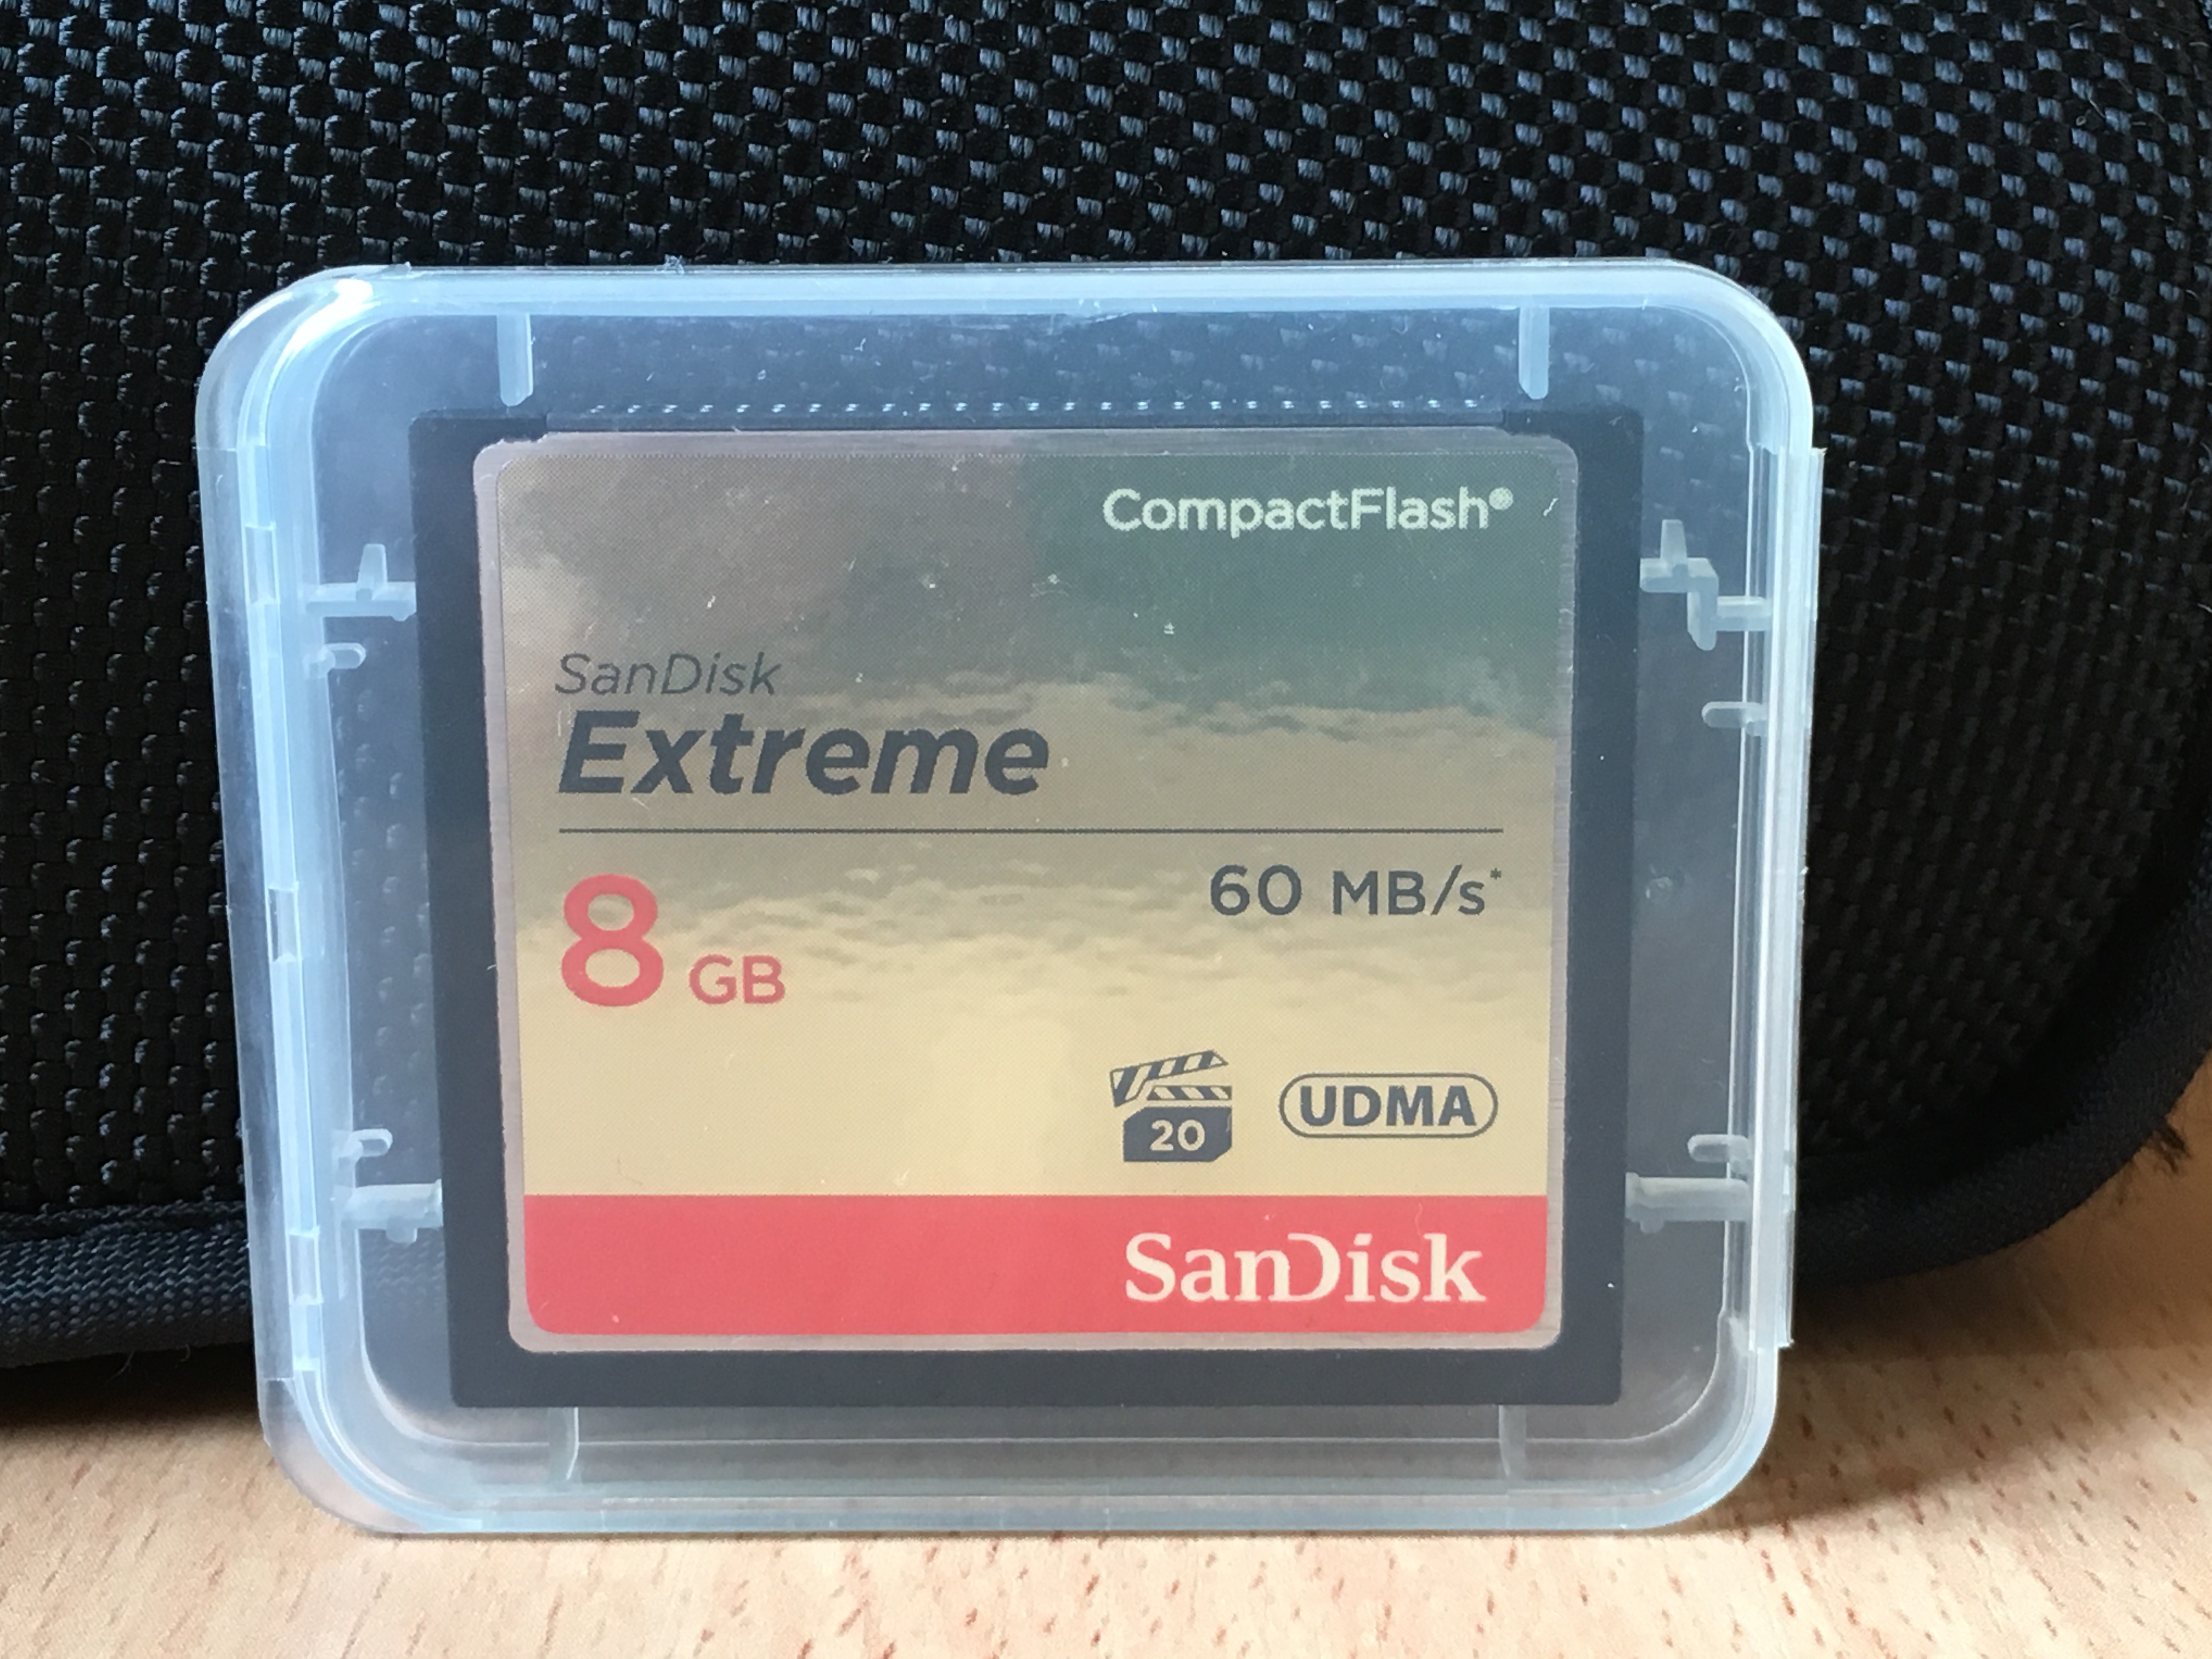 CompactFlash®
SanDisk
Extreme
60 MB/s*
8 GB
20 UDMA
SanDisk